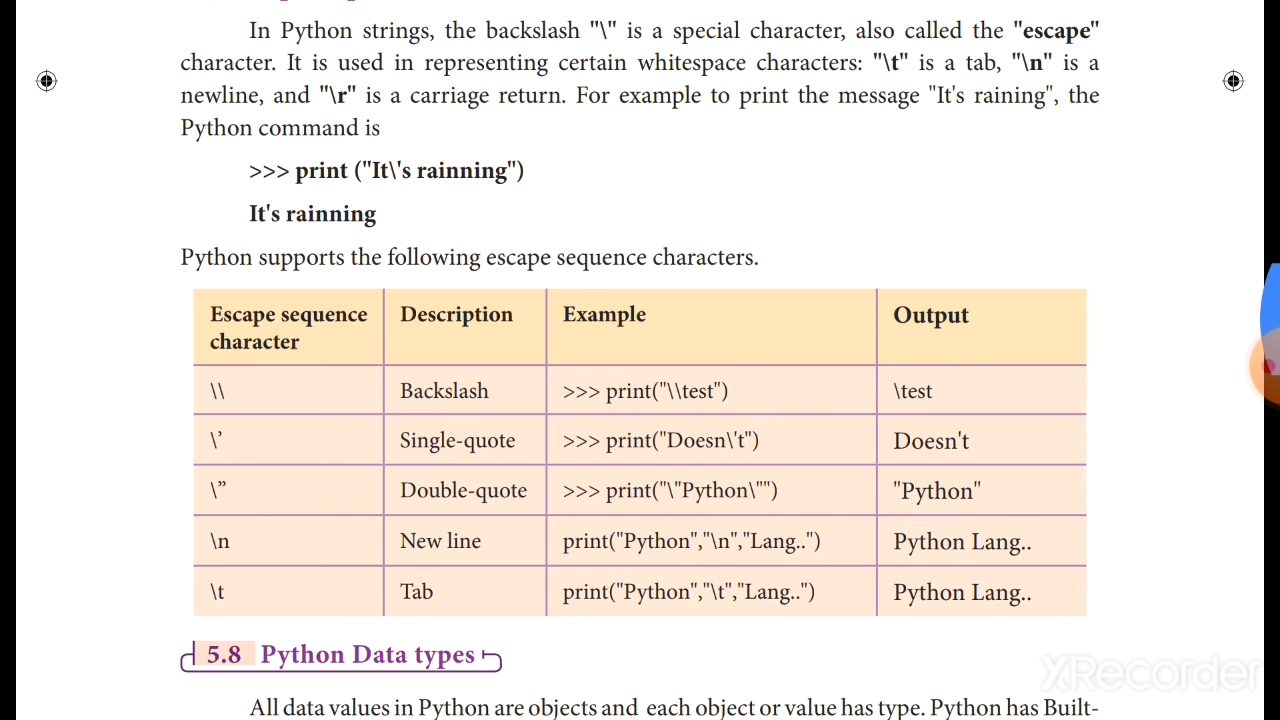 In Python strings, the backslash "\" is a special character, also called the "escape"
character. It is used in representing certain whitespace characters: "\t" is a tab, "\n" is a
newline, and "\r" is a carriage return. For example to print the message "It's raining", the
Python command is
>>> print ("It\'s rainning")
It's rainning
Python supports the following escape sequence characters.
Escape sequence character Description Example Output
\\ Backslash >>> print("\\test") \test
\’ Single-quote >>> print("Doesn\'t") Doesn't
\” Double-quote >>> print("\"Python\"") "Python"
\n New line print("Python","\n","Lang..") Python Lang..
\t Tab print("Python","\t","Lang..") Python Lang..
5.8 Python Data types
All data values in Python are objects and each object or value has type. Python has Built-
XRecorder